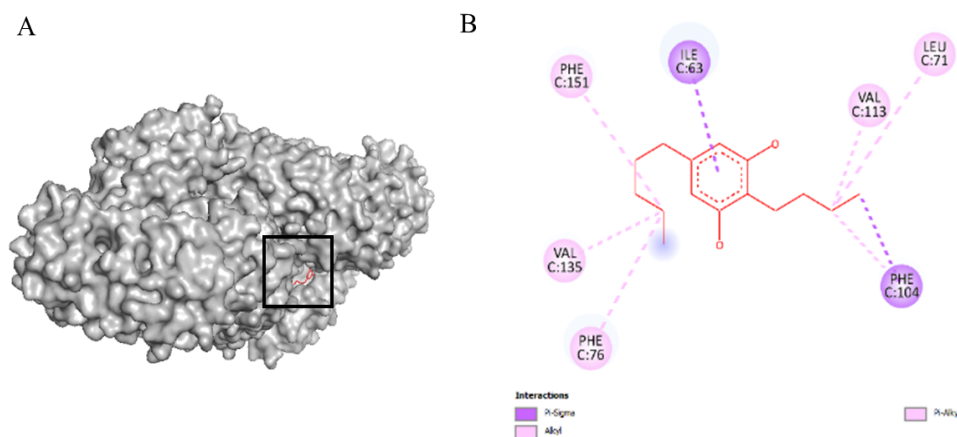 A
B
PHE
C:151
ILE
C:63
LEU
C:71
VAL
C:113
O
O
VAL
C:135
PHE
C:104
PHE
C:76
Interactions
Pi-Sigma
Alkyl
Pi-Alky